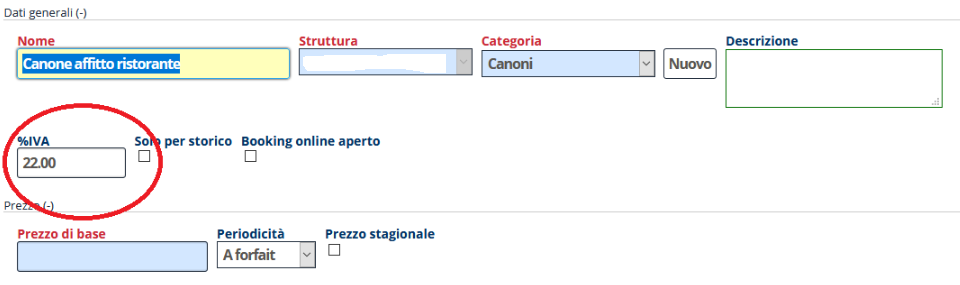 Dati generali (-)
Nome Struttura Categoria Descrizione
Canone affitto ristorante Canoni Nuovo
%IVA Solo per storico Booking online aperto
22.00
Prezzo (-)
Prezzo di base Periodicità Prezzo stagionale
A forfait